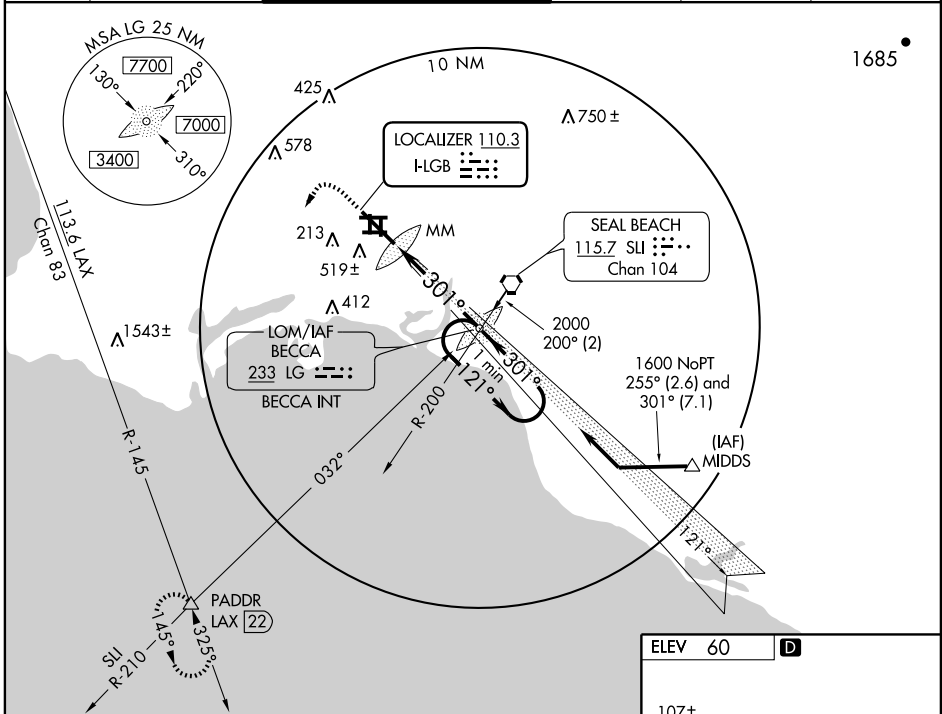 MSA LG 25 NM
7700
130°
220°
7000
3400
310°
10 NM
1685
425
750 ±
578
LOCALIZER 110.3
I-LGB
113.6 LAX
Chan 83
213
MM
519±
SEAL BEACH
115.7 SLI
Chan 104
301°
412
1543±
LOM/IAF
BECCA
233 LG
BECCA INT
2000
200° (2)
1 min
301°
121°
1600 NoPT
255° (2.6) and
301° (7.1)
(IAF)
MIDDS
R-200
R-145
032°
121°
PADDR
LAX 22
145°
325°
SLI
R-210
ELEV 60 D
107±